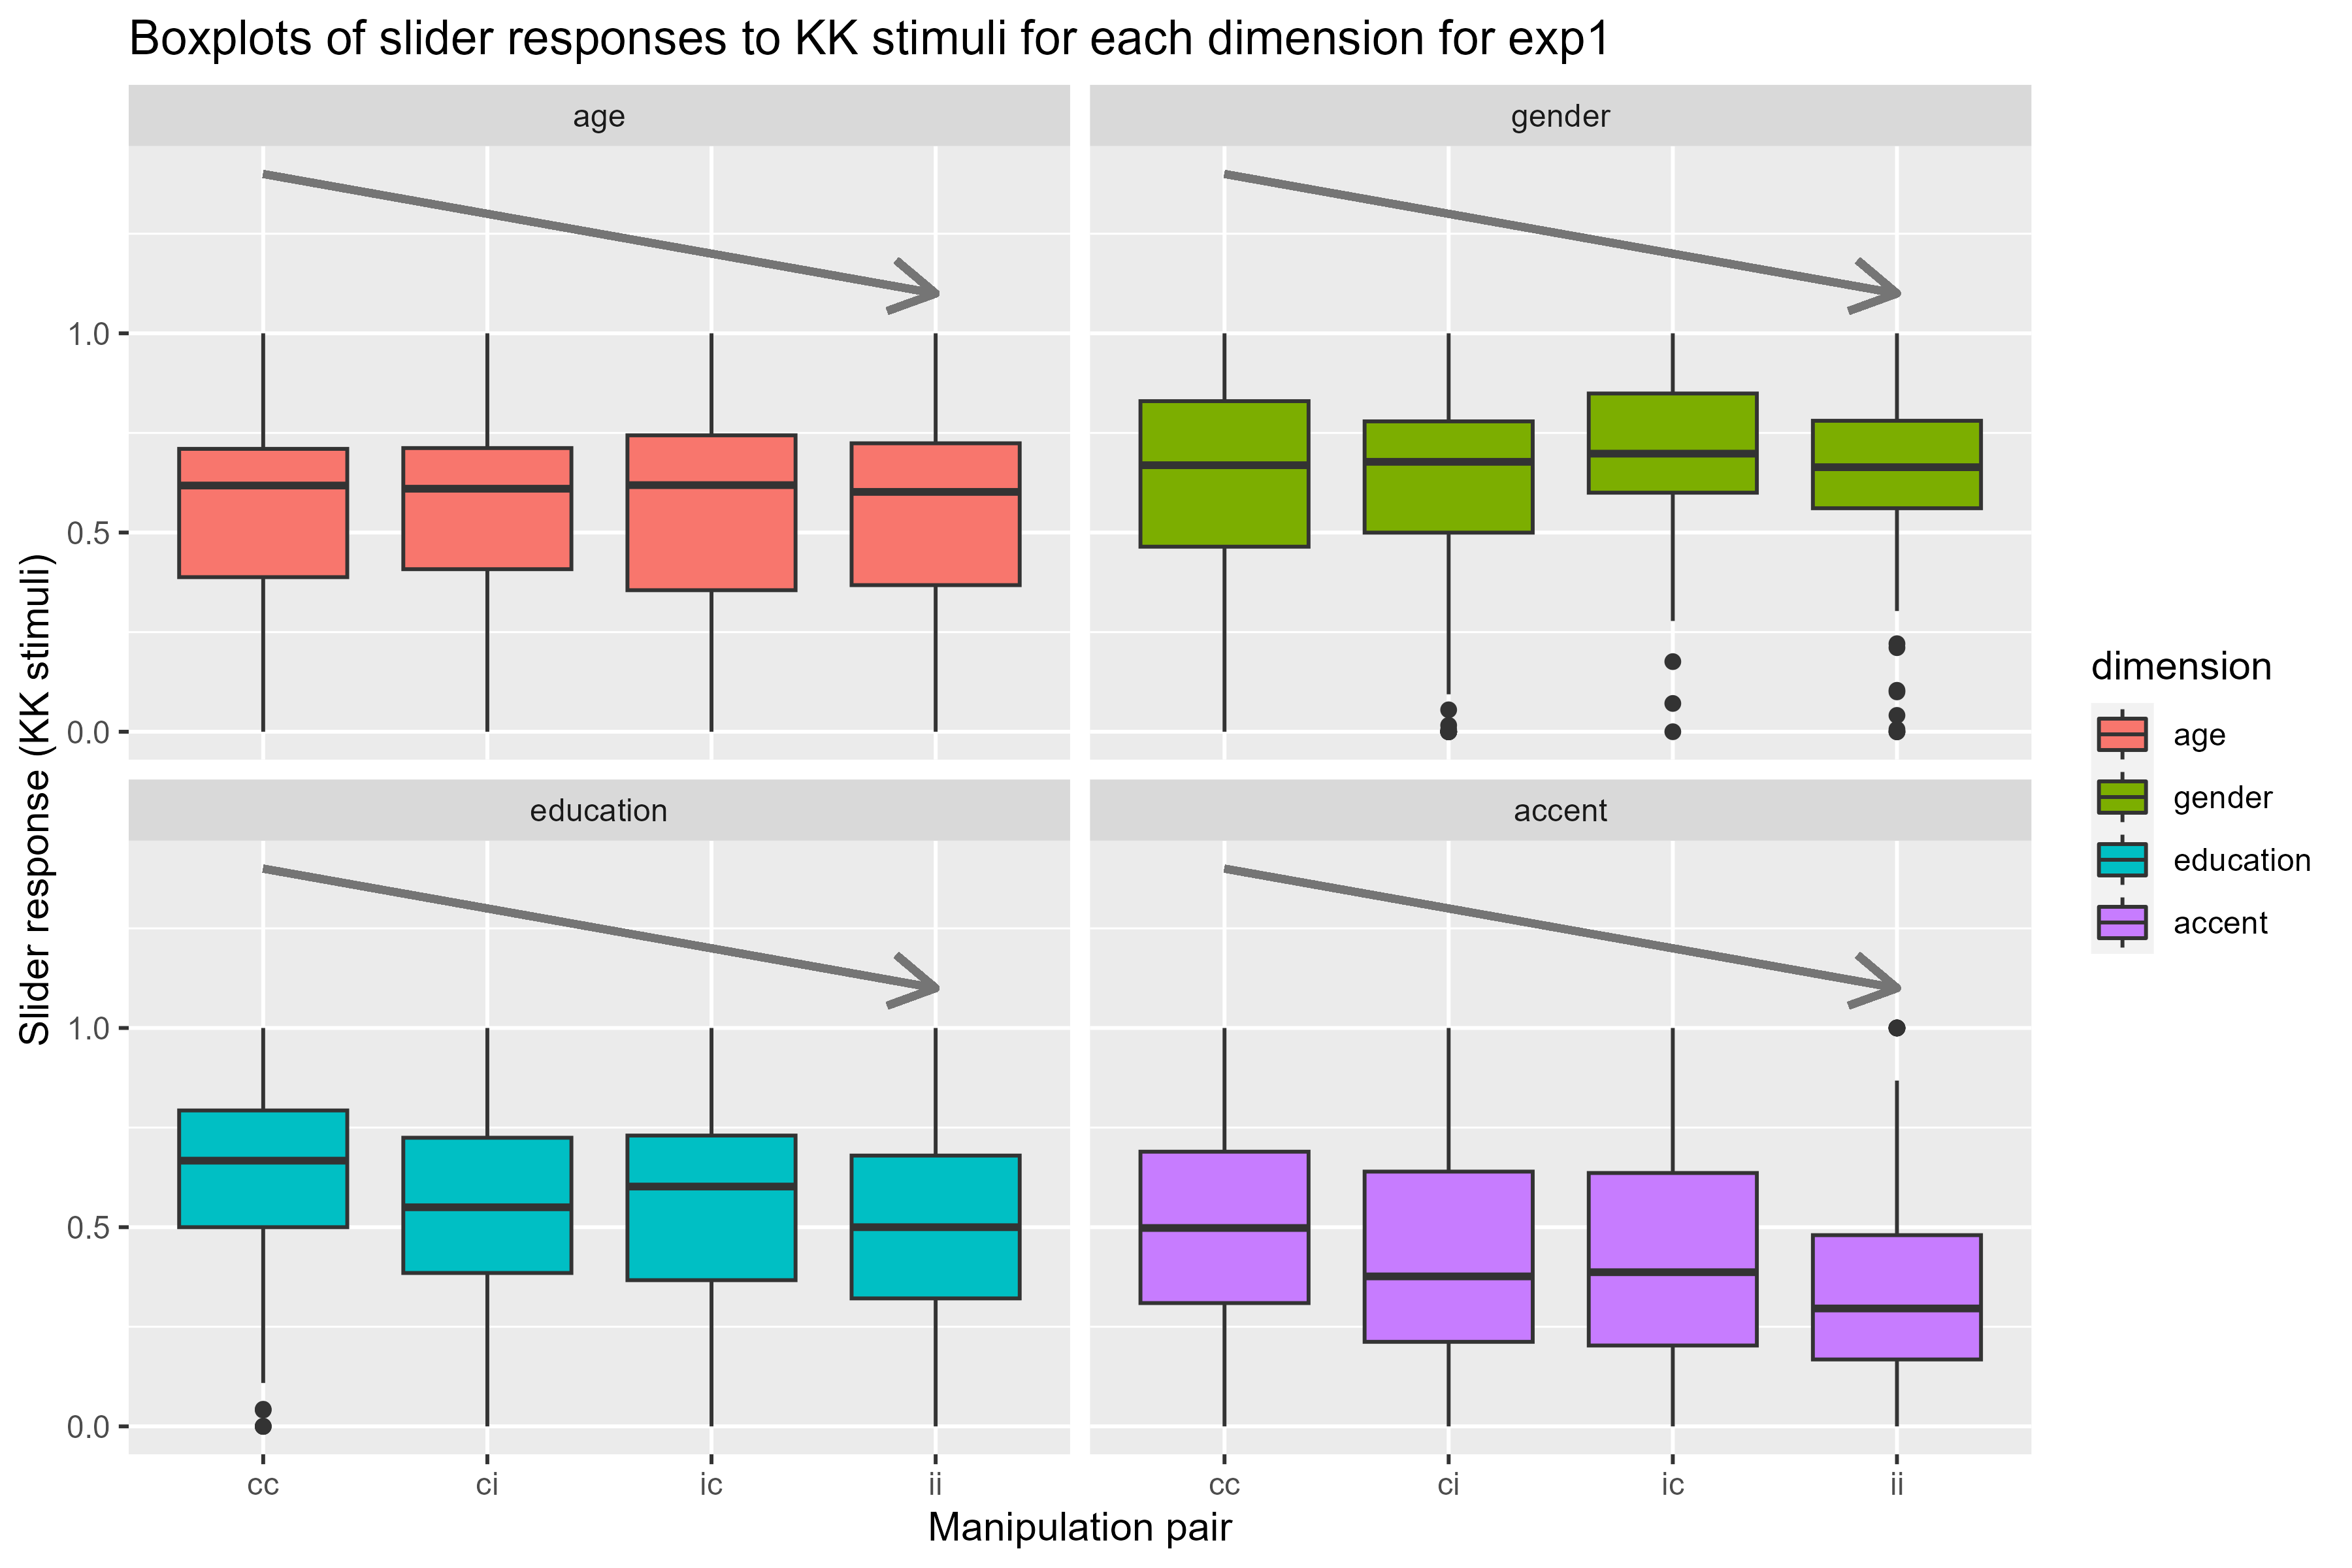 Boxplots of slider responses to KK stimuli for each dimension for exp1
age
gender
1.0
0.5
0.0
Slider response (KK stimuli)
education
accent
1.0
0.5
0.0
cc
ci
ic
ii
cc
ci
ic
ii
Manipulation pair
dimension
age
gender
education
accent